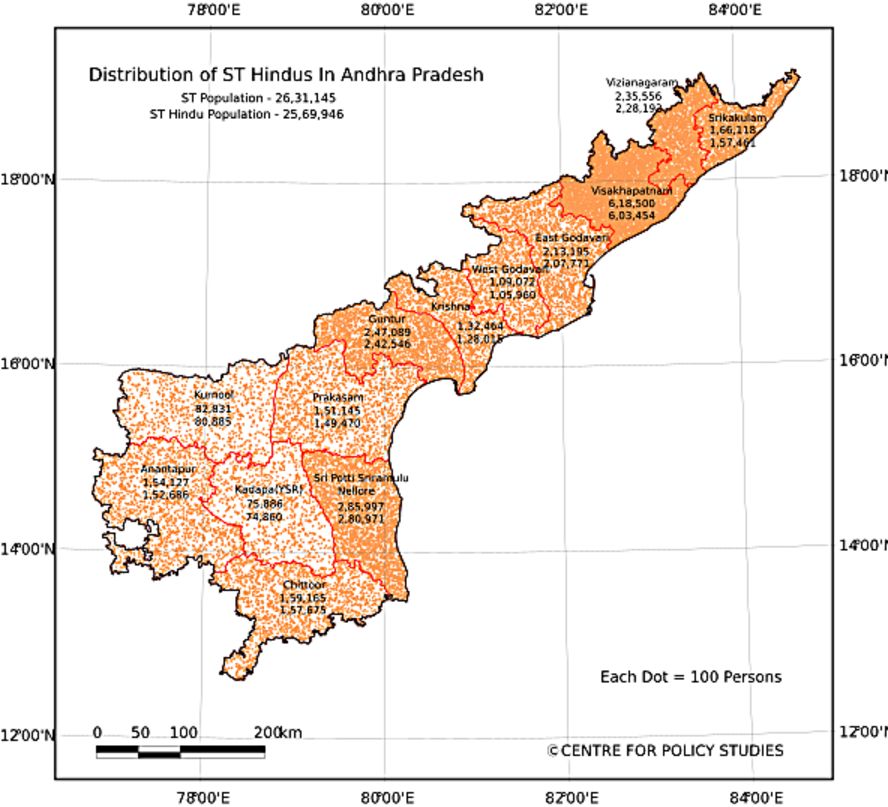 78°00'E 80°00'E 82°00'E 84°00'E
Distribution of ST Hindus In Andhra Pradesh
ST Population - 26,31,145
ST Hindu Population - 25,69,946
Vizianagaram
2,35,556
2,28,192
Srikakulam
1,66,118
1,57,461
18°00'N 18°00'N
Visakhapatnam
6,18,500
6,03,454
East Godavari
2,13,195
2,07,771
West Godavari
1,09,072
1,05,960
Krishna
1,32,464
1,28,015
Guntur
2,47,089
2,42,546
16°00'N 16°00'N
Kurnool
82,831
80,885
Prakasam
1,51,145
1,49,470
Anantapur
1,54,127
1,52,686
Kadapa(YSR)
75,886
74,860
Sri Potti Sriramulu
Nellore
2,85,997
2,80,971
14°00'N 14°00'N
Chittoor
1,59,165
1,57,675
Each Dot = 100 Persons
12°00'N 12°00'N
0 50 100 200km
©CENTRE FOR POLICY STUDIES
78°00'E 80°00'E 82°00'E 84°00'E